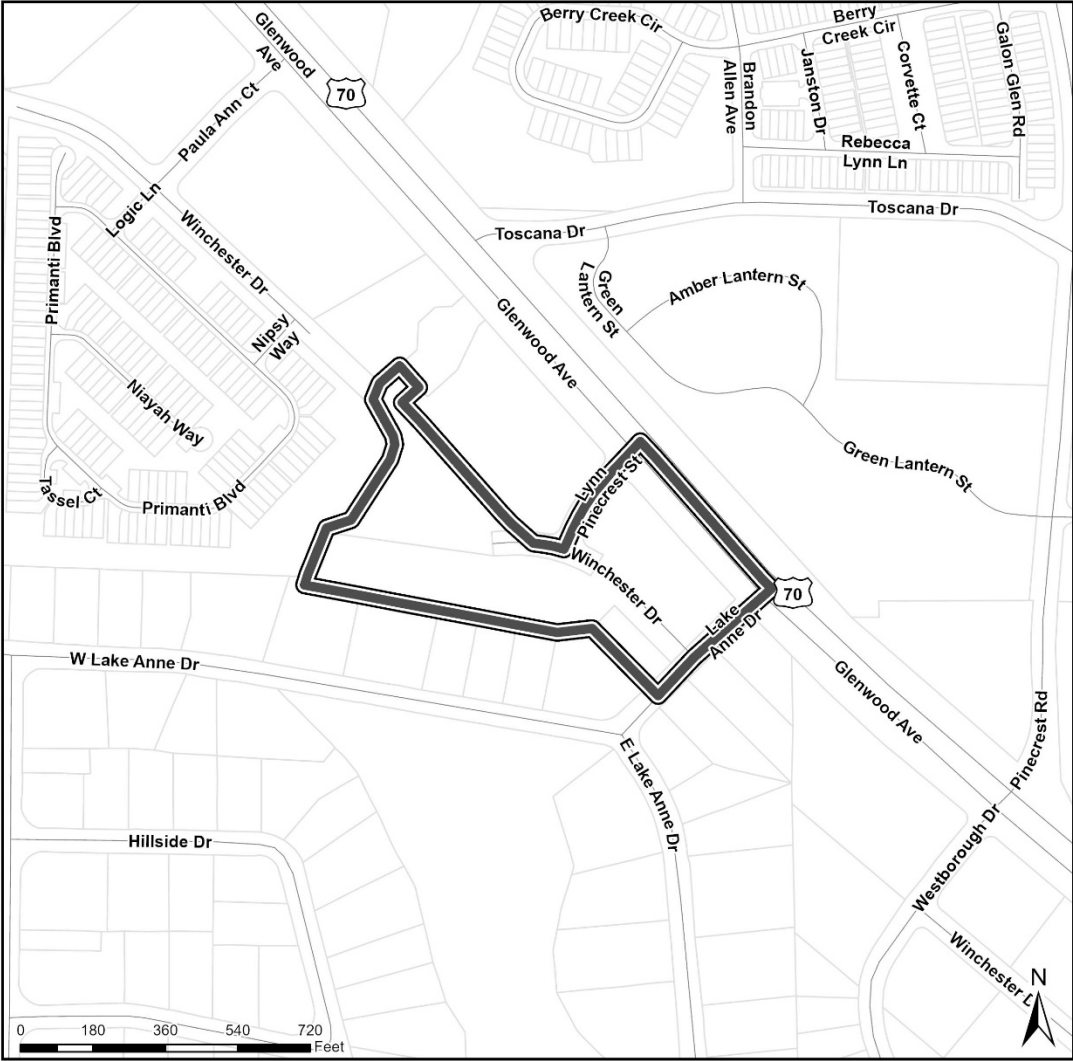 Glenwood
Ave
70
Berry Creek Cir
Berry
Creek Cir
Brandon
Allen Ave
Janston Dr
Corvette Ct
Galon Glen Rd
Rebecca
Lynn Ln
Paula Ann Ct
Logic Ln
Primanti Blvd
Winchester Dr
Nipsy
Way
Toscana Dr
Toscana Dr
Green
Lantern St
Amber Lantern St
Glenwood Ave
Niayah Way
Tassel Ct
Primanti Blvd
Green Lantern St
Lynn
Pinecrest St
Winchester Dr
Lake
Anne Dr
70
W Lake Anne Dr
Glenwood Ave
Pinecrest Rd
E Lake Anne Dr
Hillside Dr
Westborough Dr
Winchester D
N
0 180 360 540 720
Feet